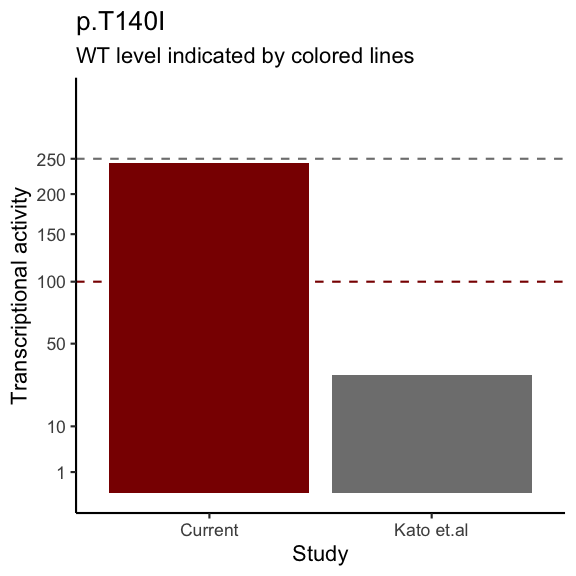 p.T140I
WT level indicated by colored lines
Transcriptional activity
250
200
150
100
50
10
1
Current
Kato et.al
Study